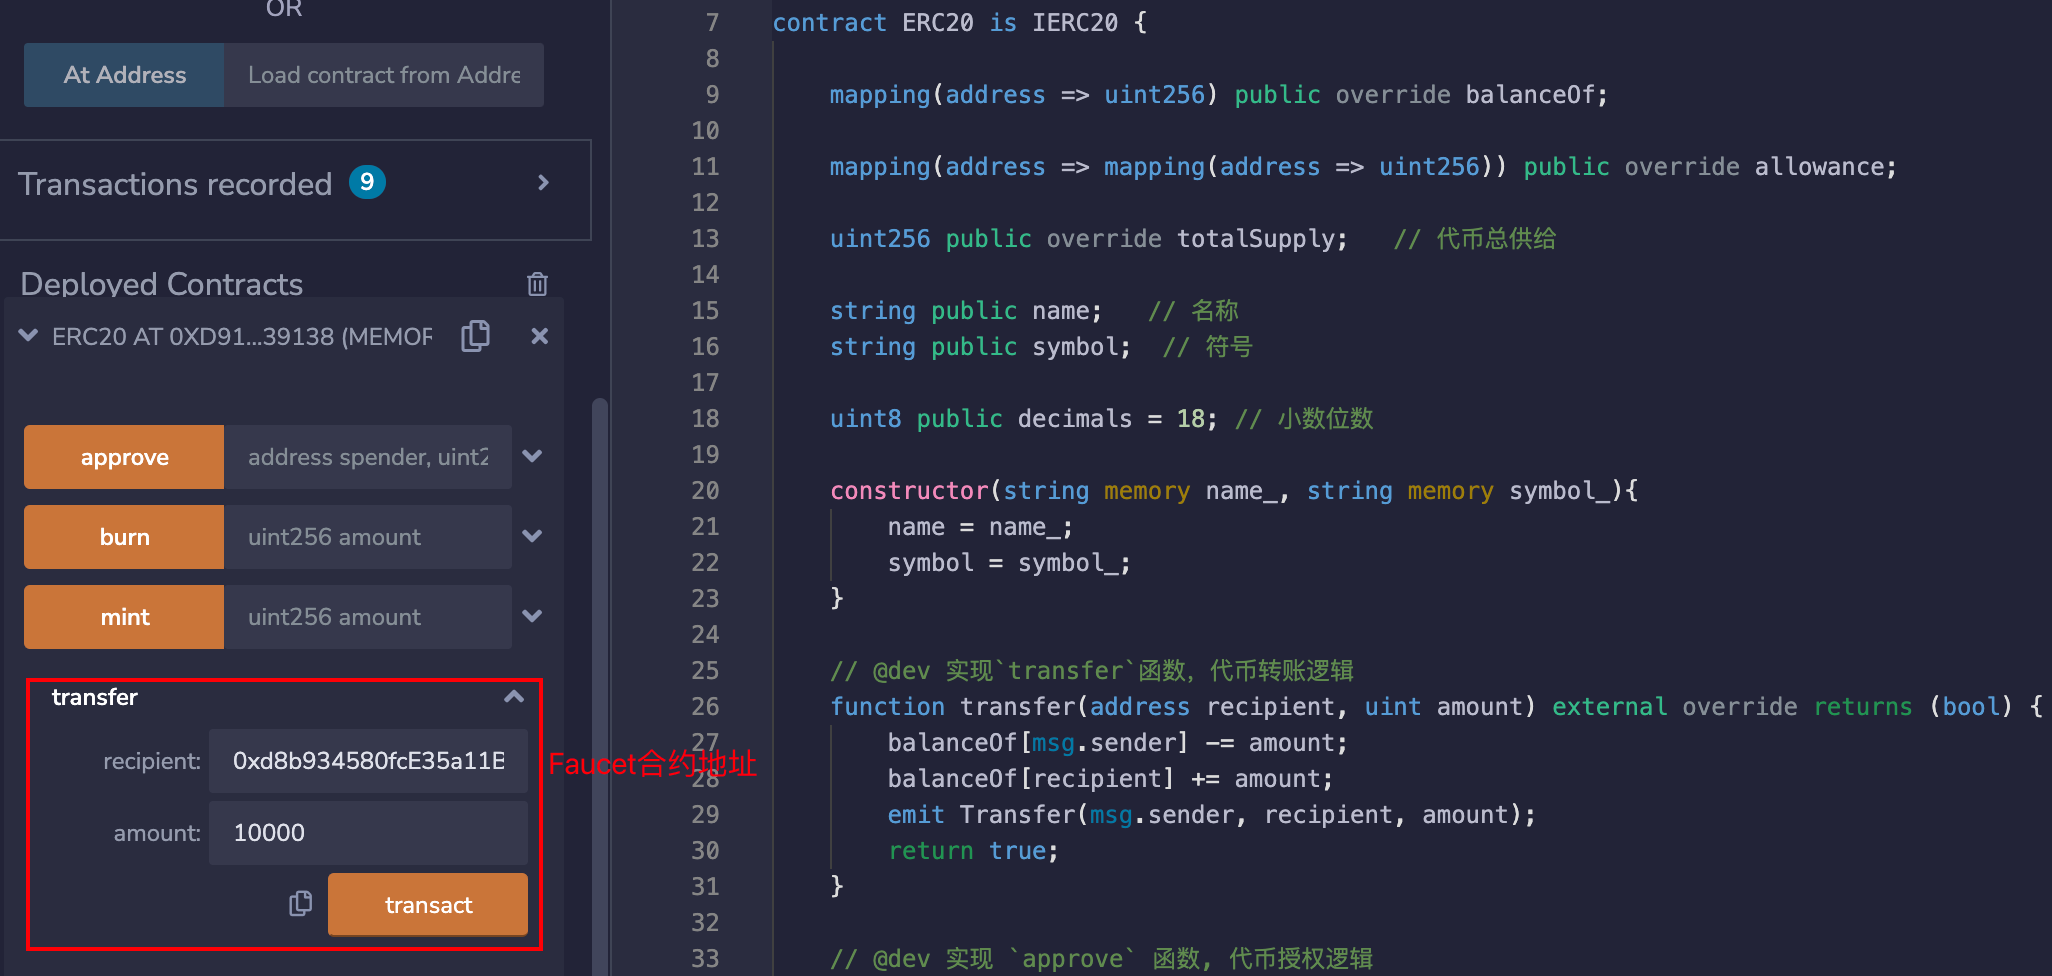 OR
At Address Load contract from Addre
Transactions recorded 9
Deployed Contracts
ERC20 AT 0XD91...39138 (MEMOR
approve address spender, uint2
burn uint256 amount
mint uint256 amount
transfer
recipient: 0xd8b934580fcE35a11B
Faucet合约地址
amount: 10000
transact
7 contract ERC20 is IERC20 {
8
9 mapping(address => uint256) public override balanceOf;
10
11 mapping(address => mapping(address => uint256)) public override allowance;
12
13 uint256 public override totalSupply; // 代币总供给
14
15 string public name; // 名称
16 string public symbol; // 符号
17
18 uint8 public decimals = 18; // 小数位数
19
20 constructor(string memory name_, string memory symbol_){
21 name = name_;
22 symbol = symbol_;
23 }
24
25 // @dev 实现`transfer`函数，代币转账逻辑
26 function transfer(address recipient, uint amount) external override returns (bool) {
27 balanceOf[msg.sender] -= amount;
28 balanceOf[recipient] += amount;
29 emit Transfer(msg.sender, recipient, amount);
30 return true;
31 }
32
33 // @dev 实现 `approve` 函数, 代币授权逻辑